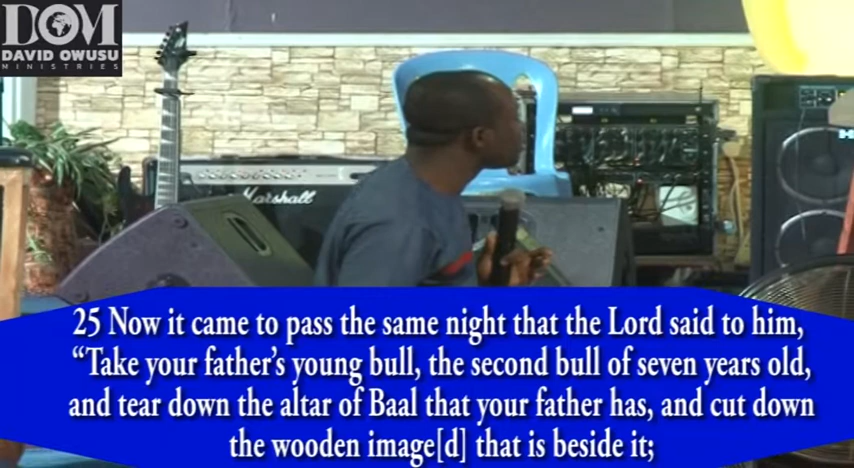 DOM
DAVID OWUSU
MINISTRIES
Marshall
25 Now it came to pass the same night that the Lord said to him,
“Take your father’s young bull, the second bull of seven years old,
and tear down the altar of Baal that your father has, and cut down
the wooden image[d] that is beside it;